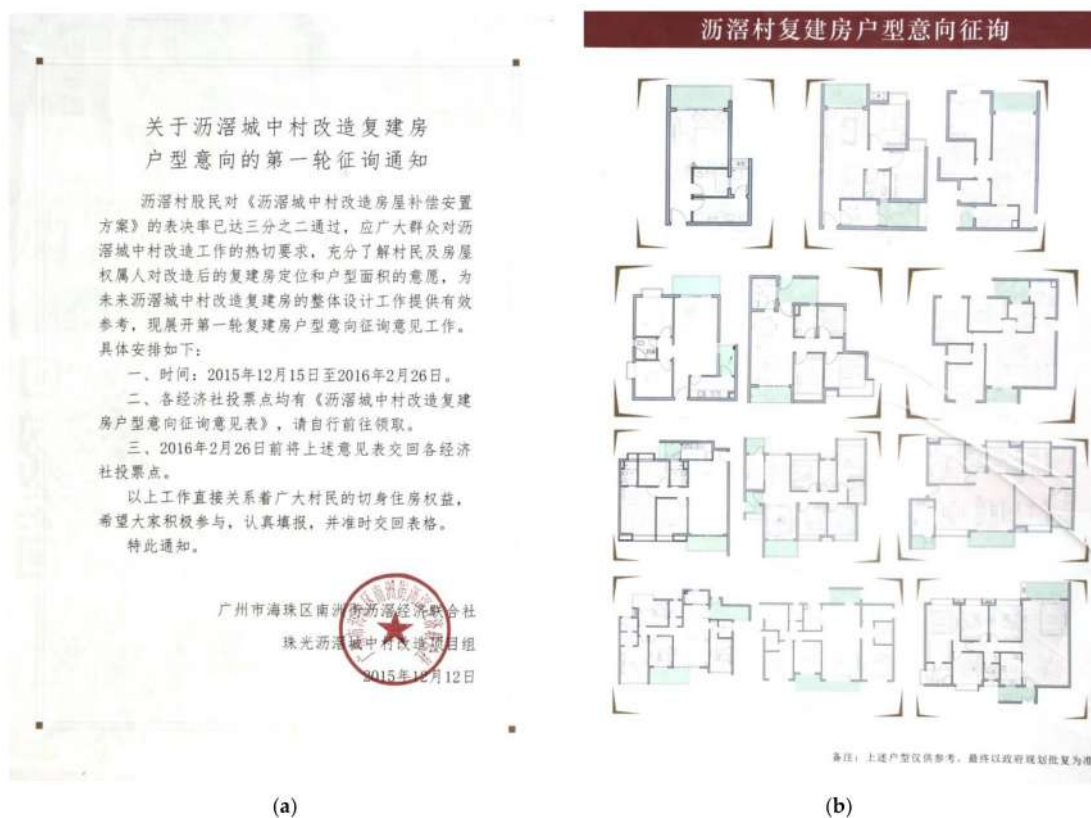 关于沥滘城中村改造复建房
户型意向的第一轮征询通知
沥滘村股民对《沥滘城中村改造房屋补偿安置
方案》的表决率已达三分之二通过，应广大群众对沥
滘城中村改造工作的热切要求，充分了解村民及房屋
权属人对改造后的复建房定位和户型面积的意愿，为
未来沥滘城中村改造复建房的整体设计工作提供有效
参考，现展开第一轮复建房户型意向征询意见工作。
具体安排如下：
一、时间：2015年12月15日至2016年2月26日。
二、各经济社投票点均有《沥滘城中村改造复建
房户型意向征询意见表》，请自行前往领取。
三、2016年2月26日前将上述意见表交回各经济
社投票点。
以上工作直接关系着广大村民的切身住房权益，
希望大家积极参与，认真填报，并准时交回表格。
特此通知。
广州市海珠区南洲街沥滘经济联合社
珠光沥滘城中村改造项目组
2015年12月12日
(a)
沥滘村复建房户型意向征询
备注：上述户型仅供参考，最终以政府规划批复为准
(b)